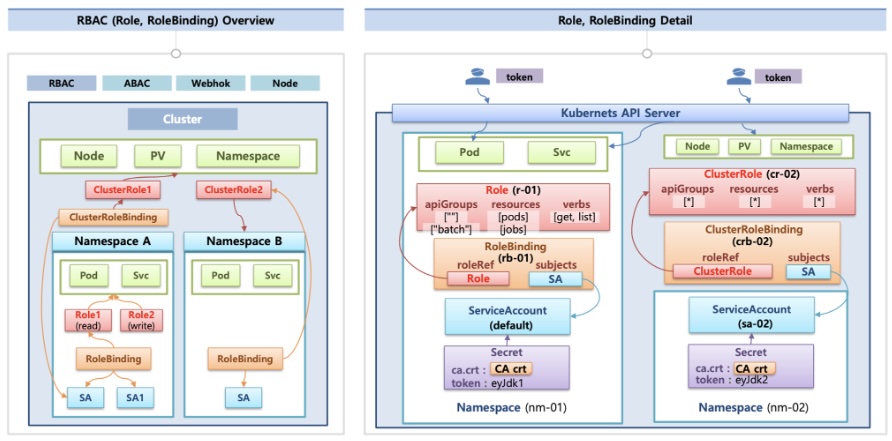 RBAC (Role, RoleBinding) Overview
RBAC
ABAC
Webhok
Node
Cluster
Node
PV
Namespace
ClusterRole1
ClusterRole2
ClusterRoleBinding
Namespace A
Pod
Svc
Role1
(read)
Role2
(write)
RoleBinding
SA
SA1
Namespace B
Pod
Svc
RoleBinding
SA
Role, RoleBinding Detail
token
token
Kubernets API Server
Pod
Svc
Role (r-01)
apiGroups resources verbs
[""] [pods] [get, list]
["batch"] [jobs]
RoleBinding
(rb-01)
roleRef subjects
Role SA
ServiceAccount
(default)
Secret
ca.crt : CA crt
token : eyJdk1
Namespace (nm-01)
Node
PV
Namespace
ClusterRole (cr-02)
apiGroups resources verbs
[*] [*] [*]
ClusterRoleBinding
(crb-02)
roleRef subjects
ClusterRole SA
ServiceAccount
(sa-02)
Secret
ca.crt : CA crt
token : eyJdk2
Namespace (nm-02)